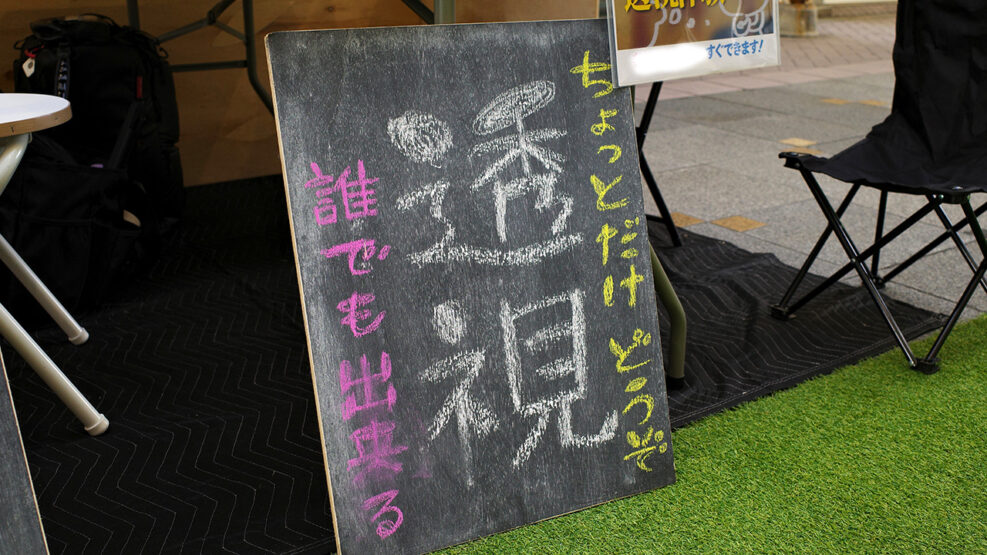 すぐできます!
ちょっとだけどうぞ
透視
誰でも出来る